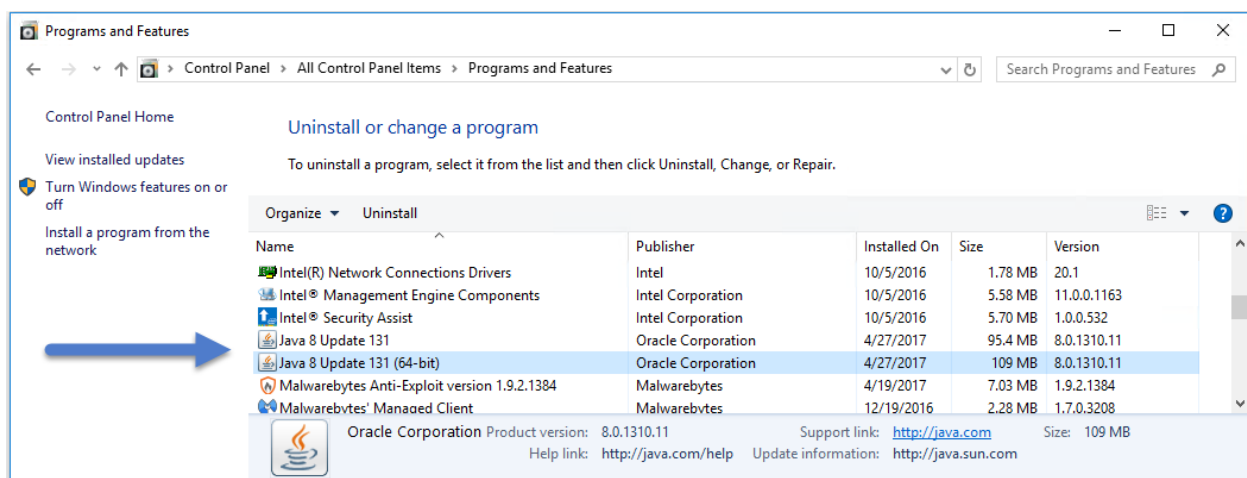 Programs and Features
Control Panel > All Control Panel Items > Programs and Features
Search Programs and Features
Control Panel Home
View installed updates
Turn Windows features on or
off
Install a program from the
network
Uninstall or change a program
To uninstall a program, select it from the list and then click Uninstall, Change, or Repair.
Organize Uninstall
Name Publisher Installed On Size Version
Intel(R) Network Connections Drivers Intel 10/5/2016 1.78 MB 20.1
Intel® Management Engine Components Intel Corporation 10/5/2016 5.58 MB 11.0.0.1163
Intel® Security Assist Intel Corporation 10/5/2016 5.70 MB 1.0.0.532
Java 8 Update 131 Oracle Corporation 4/27/2017 95.4 MB 8.0.1310.11
Java 8 Update 131 (64-bit) Oracle Corporation 4/27/2017 109 MB 8.0.1310.11
Malwarebytes Anti-Exploit version 1.9.2.1384 Malwarebytes 4/19/2017 7.03 MB 1.9.2.1384
Malwarebytes' Managed Client Malwarebytes 12/19/2016 2.28 MB 1.7.0.3208
Oracle Corporation Product version: 8.0.1310.11 Support link: http://java.com Size: 109 MB
Help link: http://java.com/help Update information: http://java.sun.com